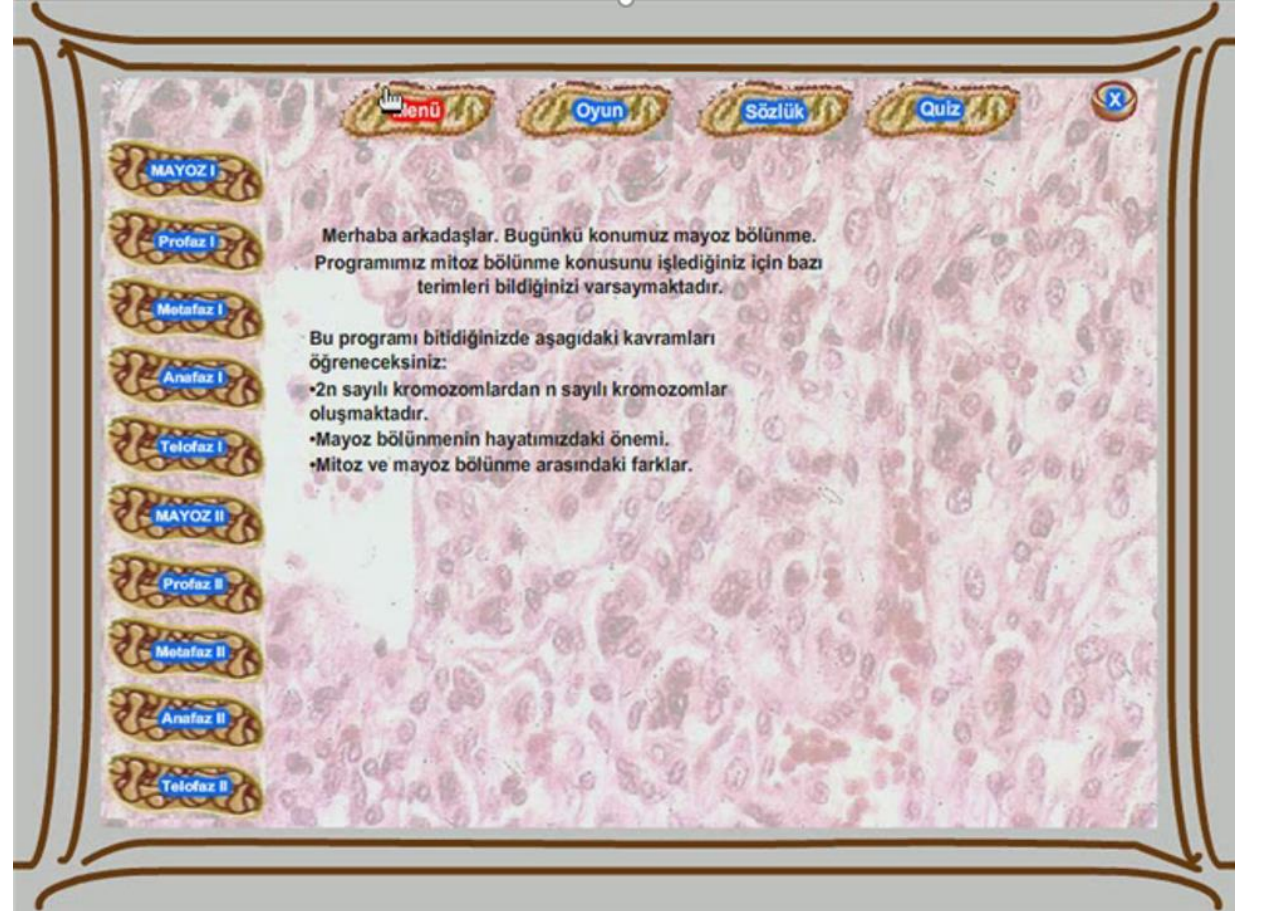 Menü
Oyun
Sözlük
Quiz
X
MAYOZ I
Profaz I
Metafaz I
Anafaz I
Telofaz I
MAYOZ II
Profaz II
Metafaz II
Anafaz II
Telofaz II
Merhaba arkadaşlar. Bugünkü konumuz mayoz bölünme.
Programımız mitoz bölünme konusunu işlediğiniz için bazı
terimleri bildiğinizi varsaymaktadır.
Bu programı bitidiğinizde aşagıdaki kavramları
öğreneceksiniz:
•2n sayılı kromozomlardan n sayılı kromozomlar
oluşmaktadır.
•Mayoz bölünmenin hayatımızdaki önemi.
•Mitoz ve mayoz bölünme arasındaki farklar.